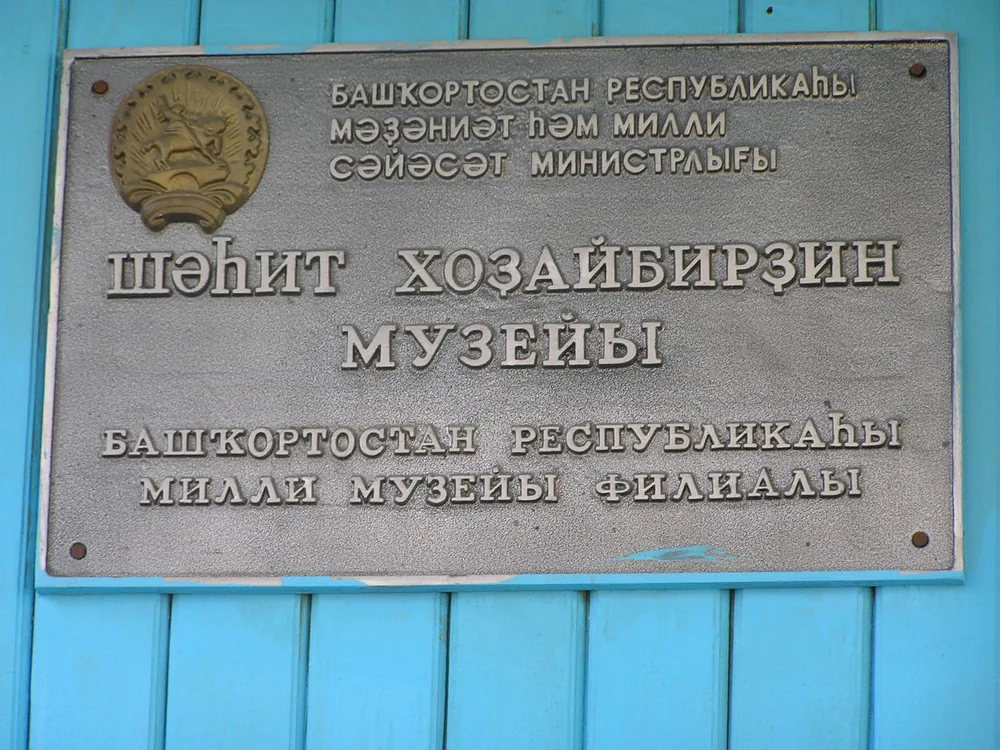 БАШҠОРТОСТАН РЕСПУБЛИКАҺЫ
МӘҘӘНИӘТ ҺӘМ МИЛЛИ
СӘЙӘСӘТ МИНИСТРЛЫҒЫ
ШӘҺИТ ХОҘАЙБИРҘИН
МУЗЕЙЫ
БАШҠОРТОСТАН РЕСПУБЛИКАҺЫ
МИЛЛИ МУЗЕЙЫ ФИЛИАЛЫ